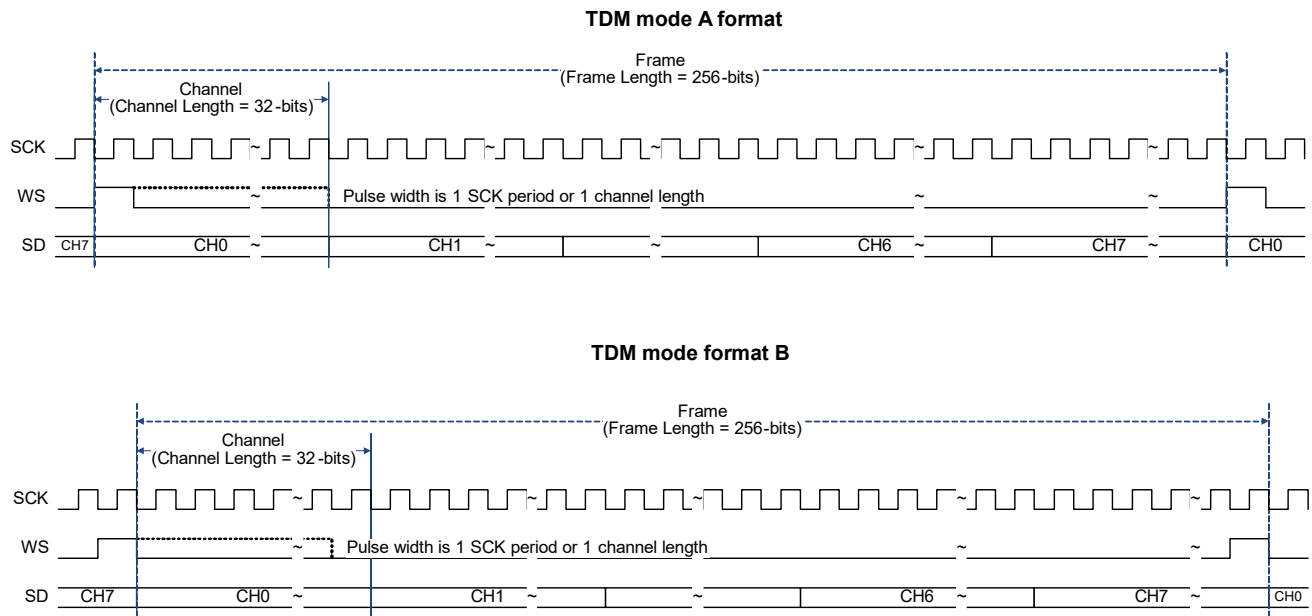 TDM mode A format
Frame
(Frame Length = 256-bits)
Channel
(Channel Length = 32-bits)
SCK ~ ~ ~ ~ ~ ~
WS ~ Pulse width is 1 SCK period or 1 channel length ~ ~
SD CH7 CH0 ~ CH1 ~ ~ CH6 ~ CH7 ~ CH0
TDM mode format B
Frame
(Frame Length = 256-bits)
Channel
(Channel Length = 32-bits)
SCK ~ ~ ~ ~ ~
WS ~ Pulse width is 1 SCK period or 1 channel length ~ ~
SD CH7 CH0 ~ CH1 ~ ~ CH6 ~ CH7 ~ CH0